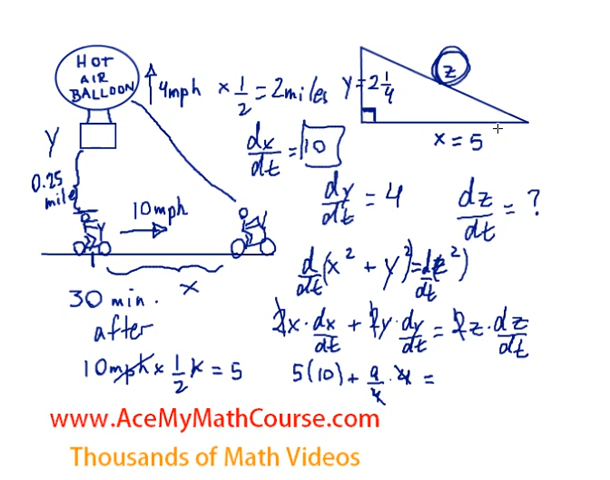 HOT
AIR
BALLOON
4mph × 1/2 = 2miles
Y = 2 1/4
z
x = 5
Y
0.25
mile
10mph
dx/dt = 10
dy/dt = 4
dz/dt = ?
x
d/dt(x² + y²) = d/dt(z²)
30 min.
after
2x · dx/dt + 2y · dy/dt = 2z · dz/dt
10mph × 1/2 h = 5
5(10) + 9/4 · 4 =
www.AceMyMathCourse.com
Thousands of Math Videos